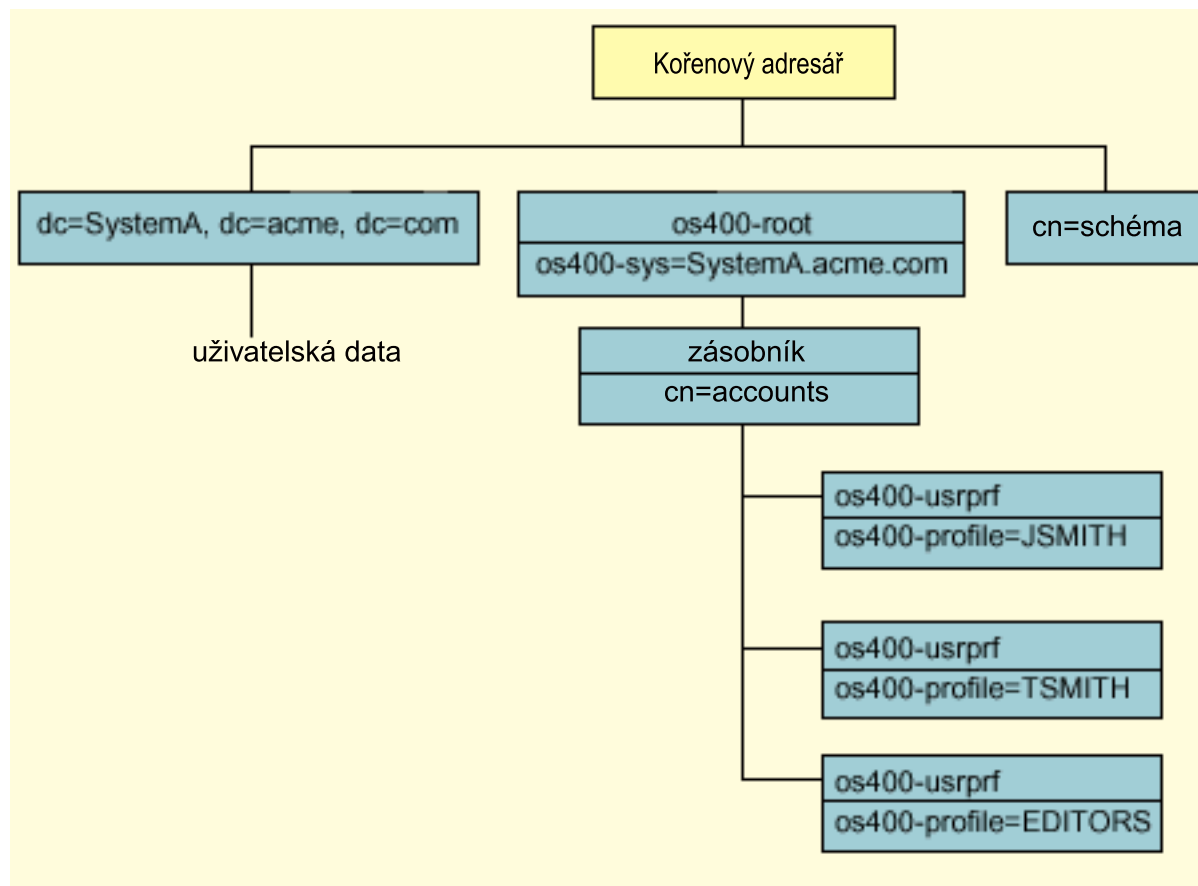 Kořenový adresář
dc=SystemA, dc=acme, dc=com
os400-root
os400-sys=SystemA.acme.com
cn=schéma
uživatelská data
zásobník
cn=accounts
os400-usrprf
os400-profile=JSMITH
os400-usrprf
os400-profile=TSMITH
os400-usrprf
os400-profile=EDITORS